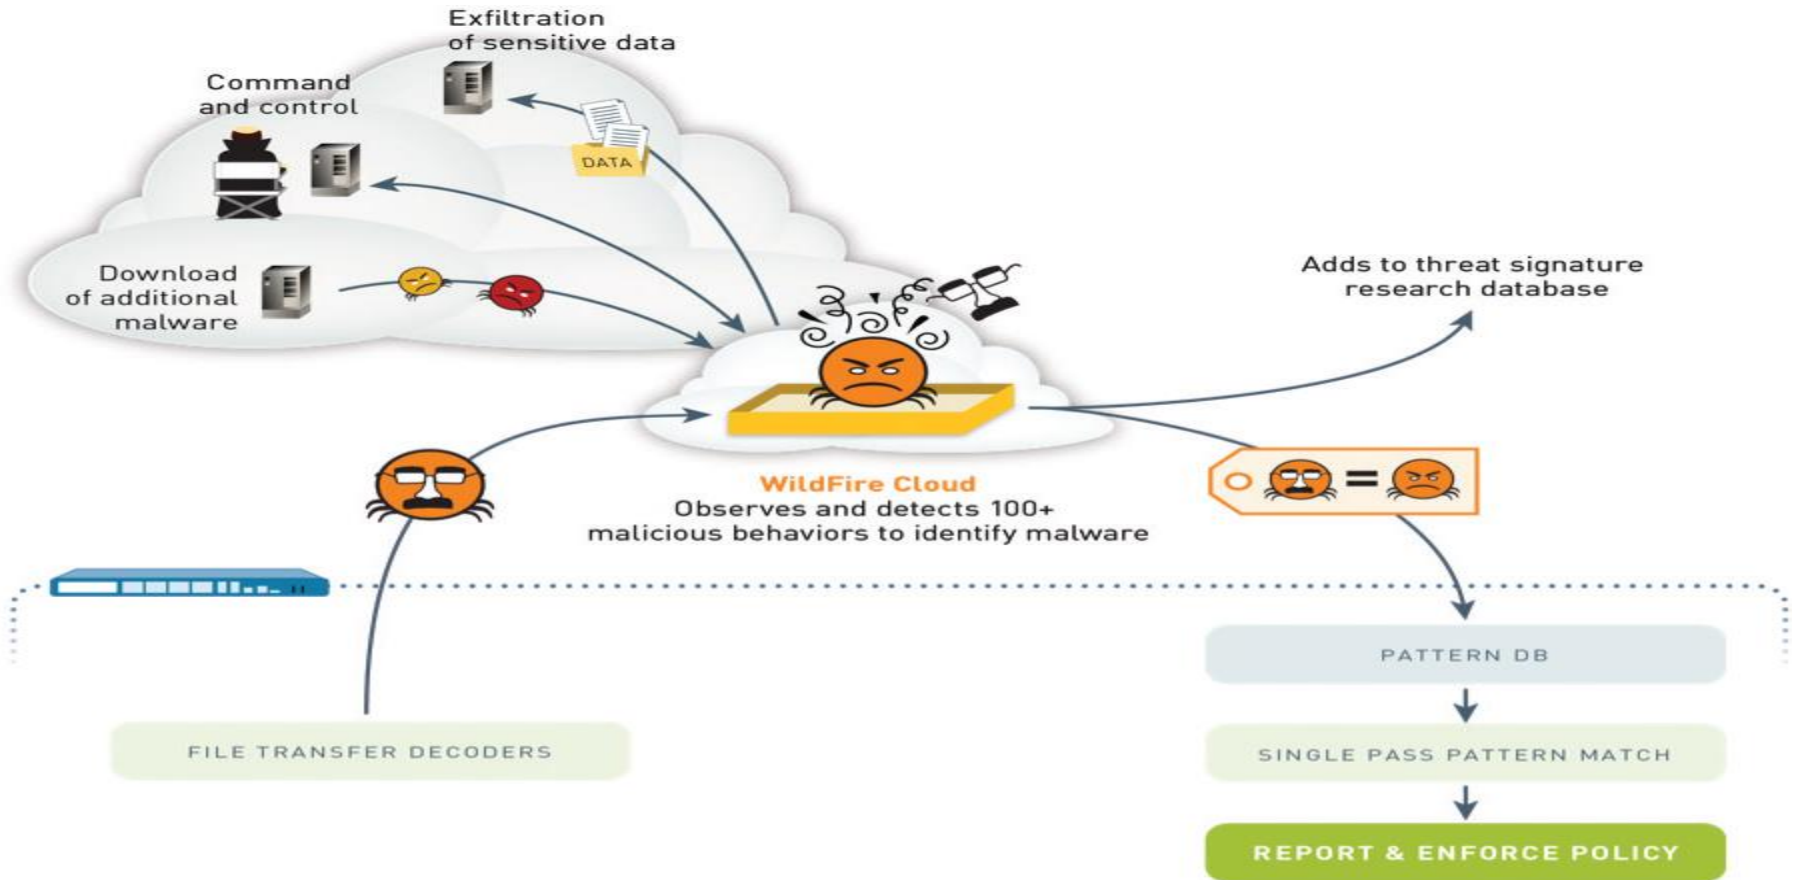 Exfiltration
of sensitive data
Command
and control
DATA
Download
of additional
malware
Adds to threat signature
research database
WildFire Cloud
Observes and detects 100+
malicious behaviors to identify malware
=
PATTERN DB
FILE TRANSFER DECODERS
SINGLE PASS PATTERN MATCH
REPORT & ENFORCE POLICY